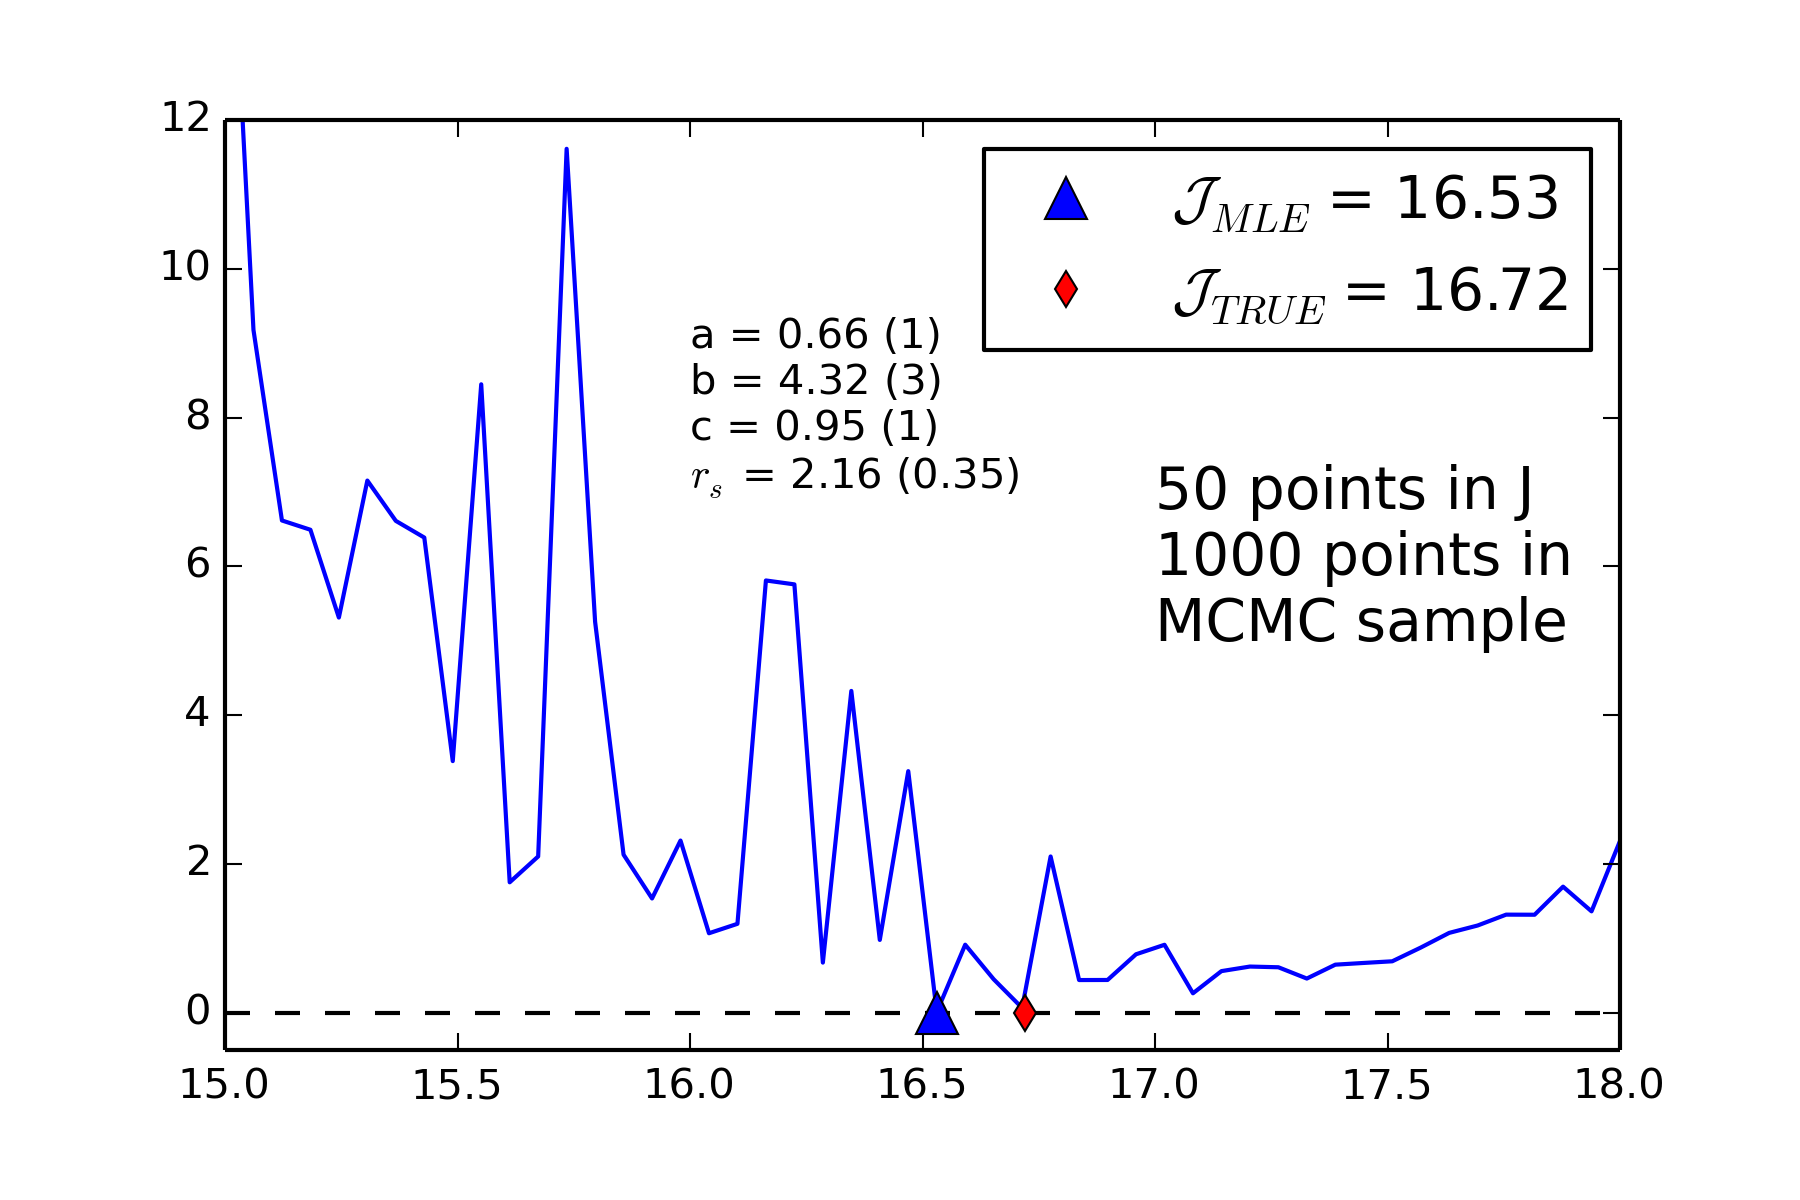 12
10
8
6
4
2
0
15.0 15.5 16.0 16.5 17.0 17.5 18.0
𝒥_MLE = 16.53
𝒥_TRUE = 16.72
a = 0.66 (1)
b = 4.32 (3)
c = 0.95 (1)
r_s = 2.16 (0.35)
50 points in J
1000 points in
MCMC sample